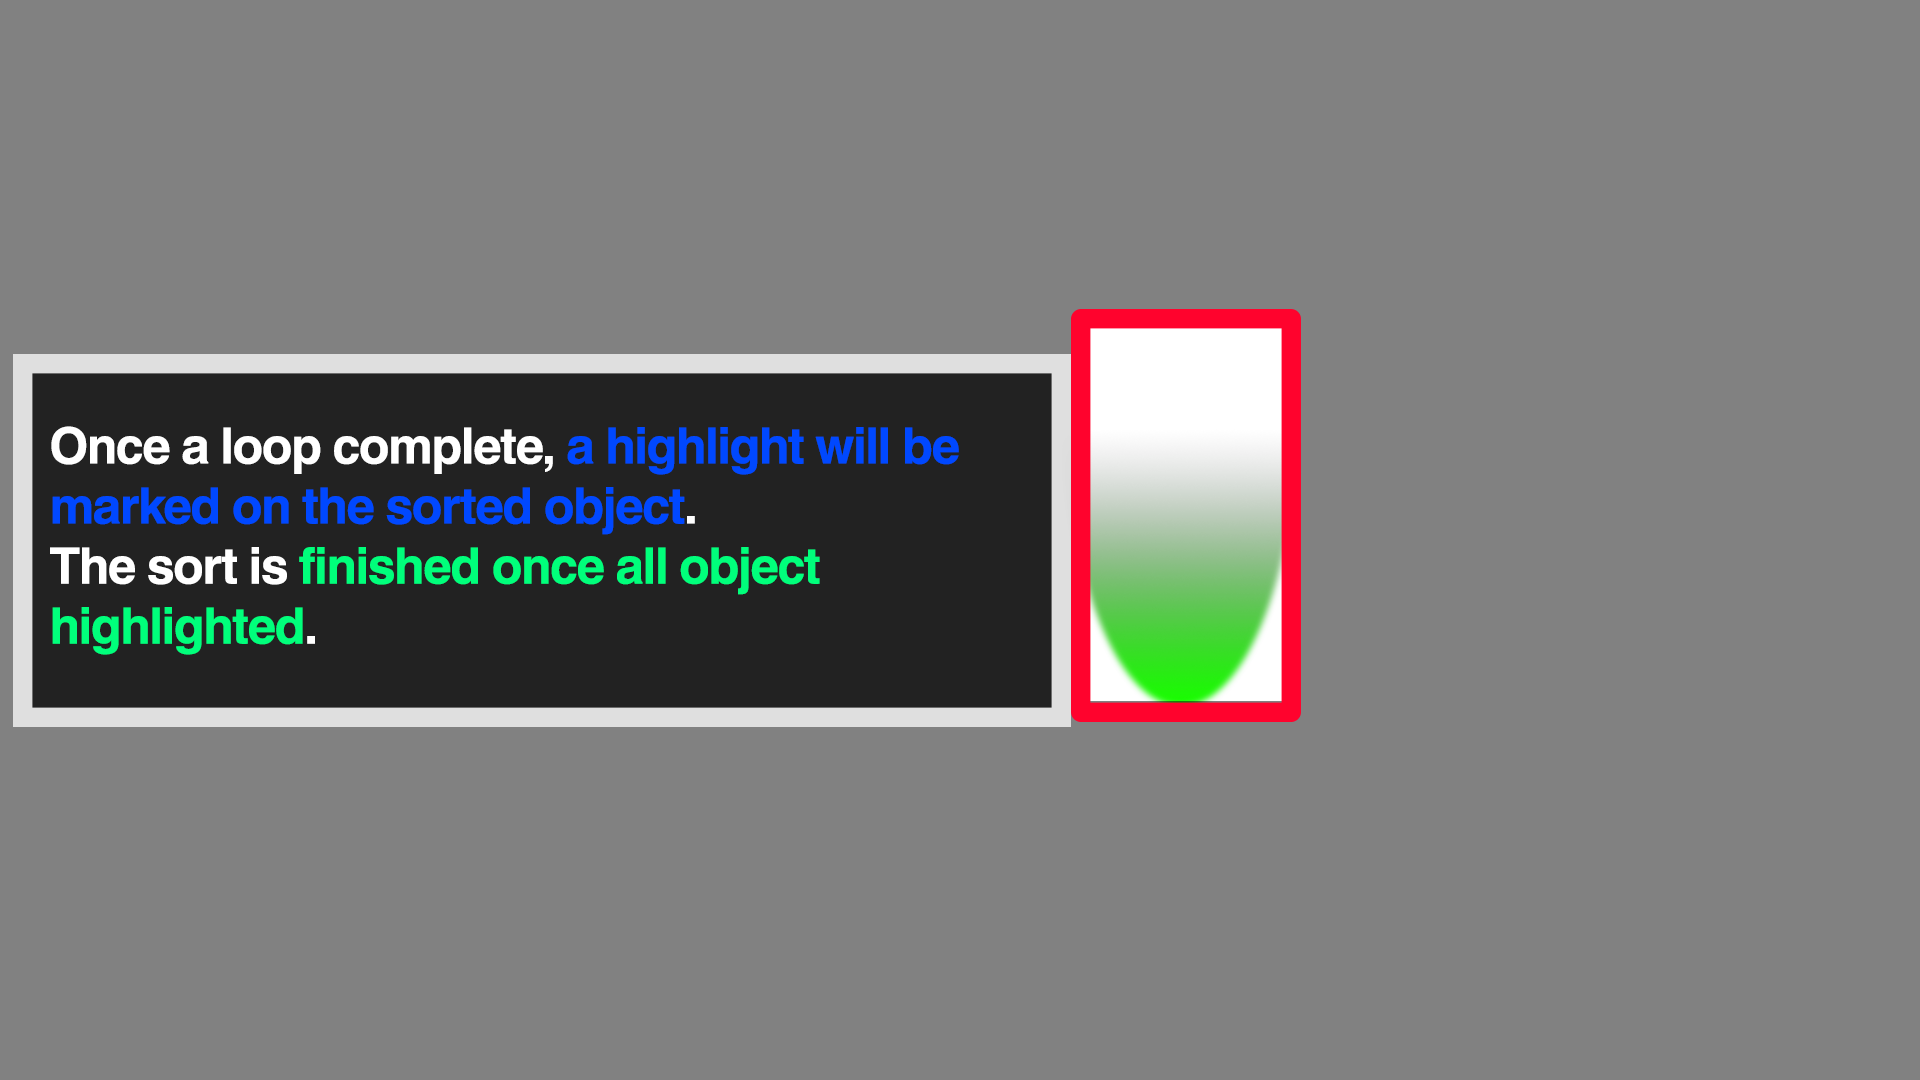 Once a loop complete, a highlight will be
marked on the sorted object.
The sort is finished once all object
highlighted.